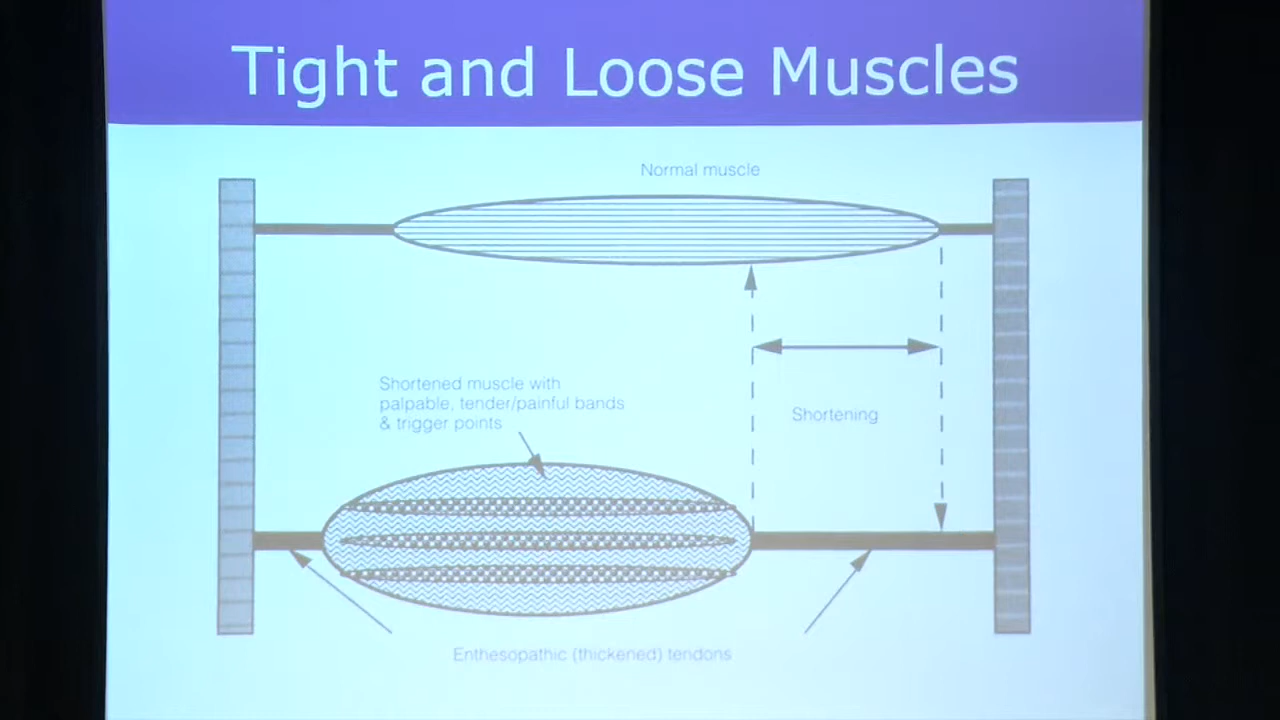 Tight and Loose Muscles
Normal muscle
Shortened muscle with
palpable, tender/painful bands
& trigger points
Shortening
Enthesopathic (thickened) tendons